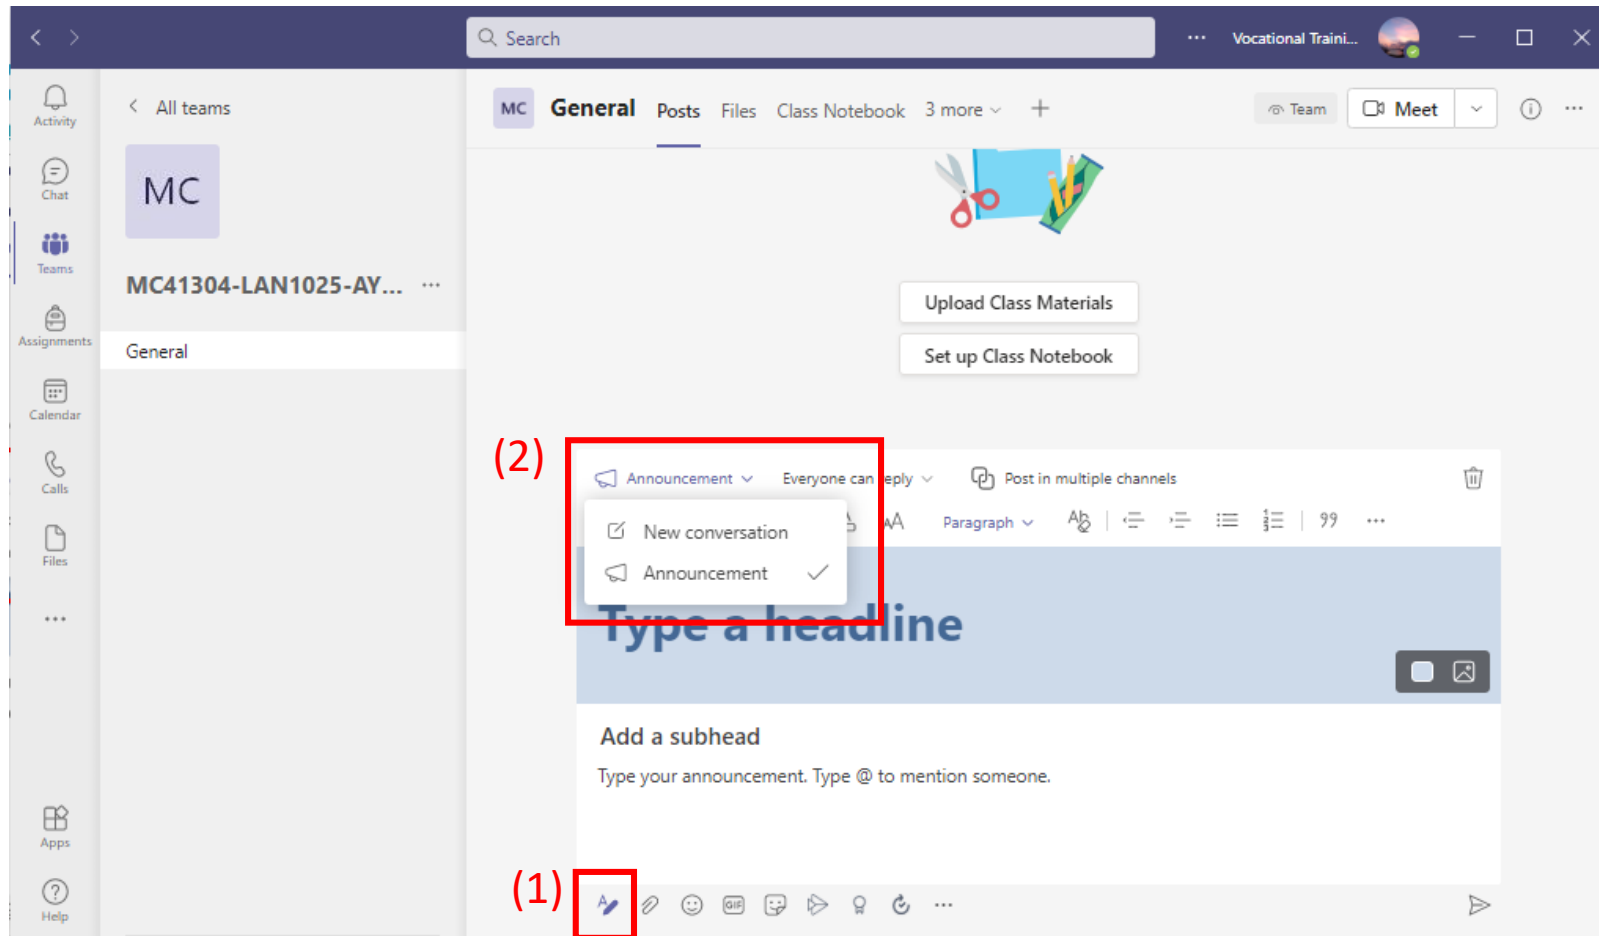 Search
Vocational Traini...
Activity
Chat
Teams
Assignments
Calendar
Calls
Files
Apps
Help
All teams
MC
MC41304-LAN1025-AY...
General
MC General Posts Files Class Notebook 3 more
Team Meet
Upload Class Materials
Set up Class Notebook
(2)
Announcement Everyone can reply Post in multiple channels
New conversation
Announcement
AA Paragraph
Type a headline
Add a subhead
Type your announcement. Type @ to mention someone.
(1)
GIF